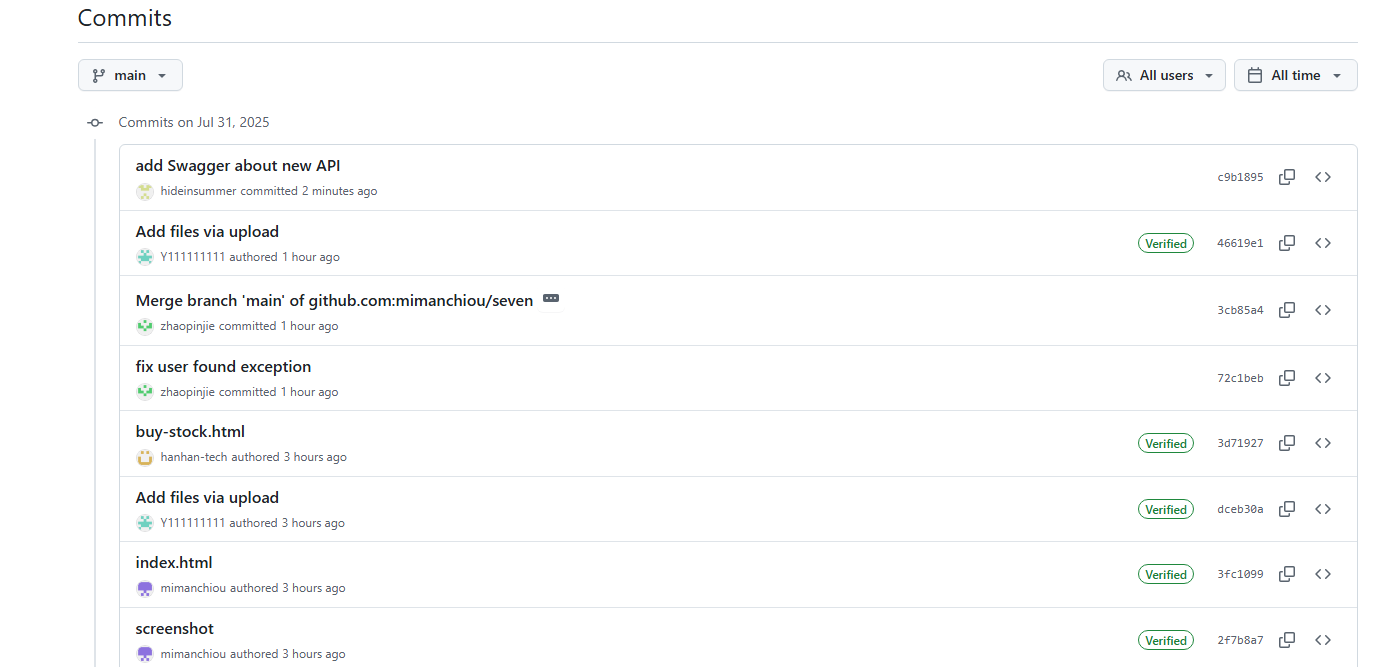 Commits
main
All users
All time
Commits on Jul 31, 2025
add Swagger about new API
hideinsummer committed 2 minutes ago
c9b1895
Add files via upload
Y111111111 authored 1 hour ago
Verified
46619e1
Merge branch 'main' of github.com:mimanchiou/seven
zhaopinjie committed 1 hour ago
3cb85a4
fix user found exception
zhaopinjie committed 1 hour ago
72c1beb
buy-stock.html
hanhan-tech authored 3 hours ago
Verified
3d71927
Add files via upload
Y111111111 authored 3 hours ago
Verified
dceb30a
index.html
mimanchiou authored 3 hours ago
Verified
3fc1099
screenshot
mimanchiou authored 3 hours ago
Verified
2f7b8a7